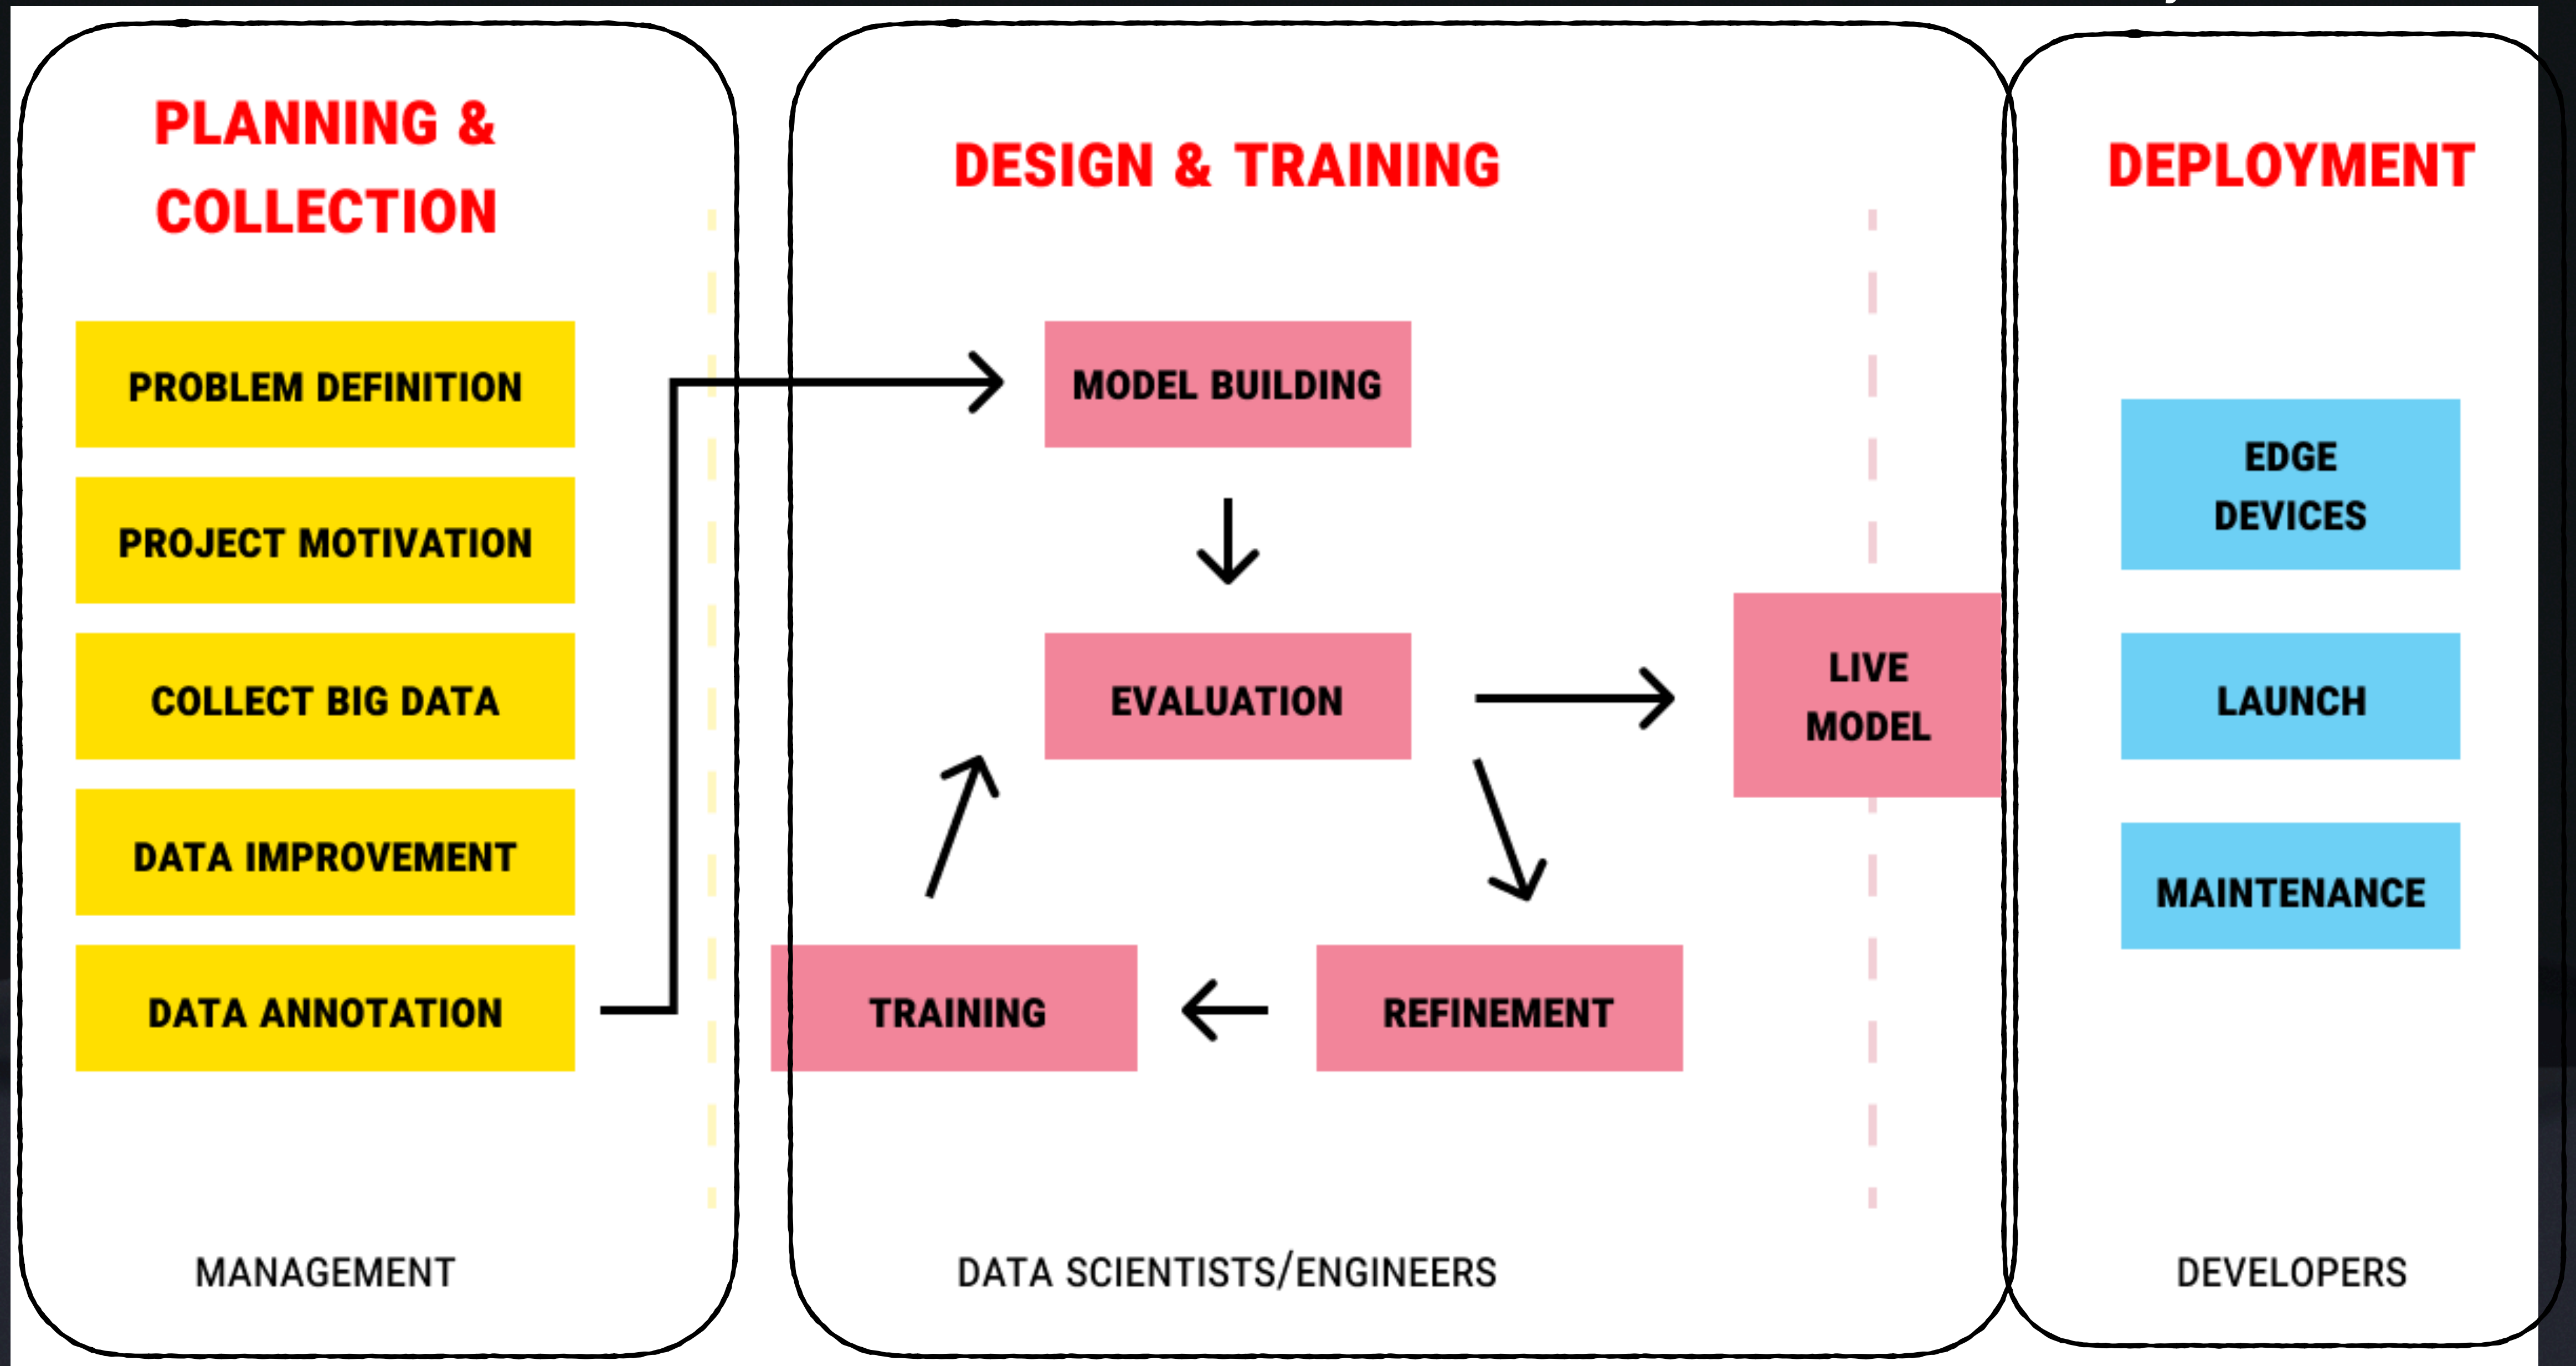 PLANNING &
COLLECTION
PROBLEM DEFINITION
PROJECT MOTIVATION
COLLECT BIG DATA
DATA IMPROVEMENT
DATA ANNOTATION
MANAGEMENT
DESIGN & TRAINING
MODEL BUILDING
EVALUATION
LIVE
MODEL
TRAINING
REFINEMENT
DATA SCIENTISTS/ENGINEERS
DEPLOYMENT
EDGE
DEVICES
LAUNCH
MAINTENANCE
DEVELOPERS